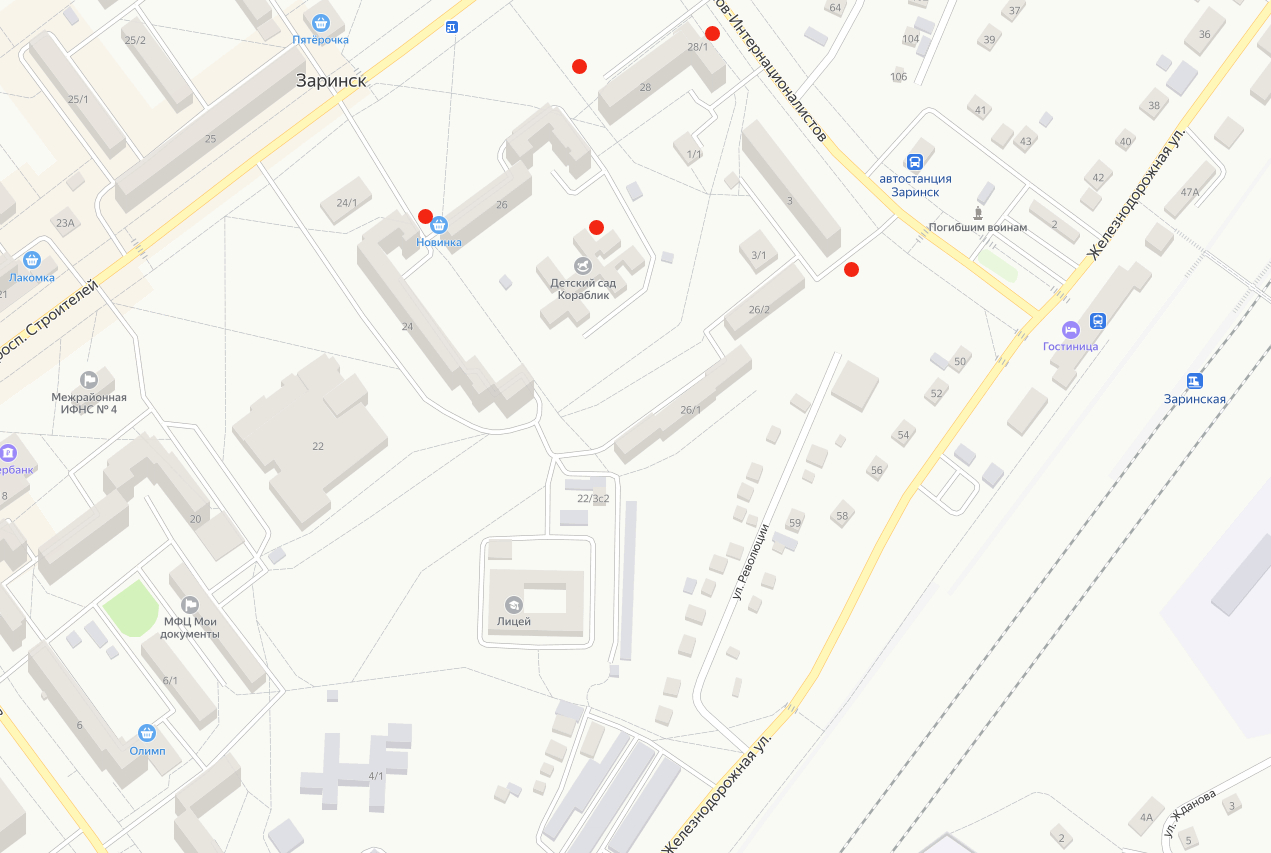 64
37
ов-Интернационалистов
36
25/2
Пятёрочка
104
39
28/1
106
Заринск
25/1
28
38
41
43
40
25
1/1
автостанция
Заринск
42
47А
Железнодорожная ул.
24/1
26
3
Погибшим воинам
2
23А
Новинка
3/1
Лакомка
21
Детский сад
Кораблик
26/2
просп. Строителей
24
Гостиница
50
Межрайонная
ИФНС № 4
52
Заринская
26/1
22
54
ербанк
56
8
22/3с2
20
59
58
ул. Революции
Лицей
МФЦ Мои
документы
6/1
6
Олимп
4/1
Железнодорожная ул.
ул. Жданова
3
4А
2
5